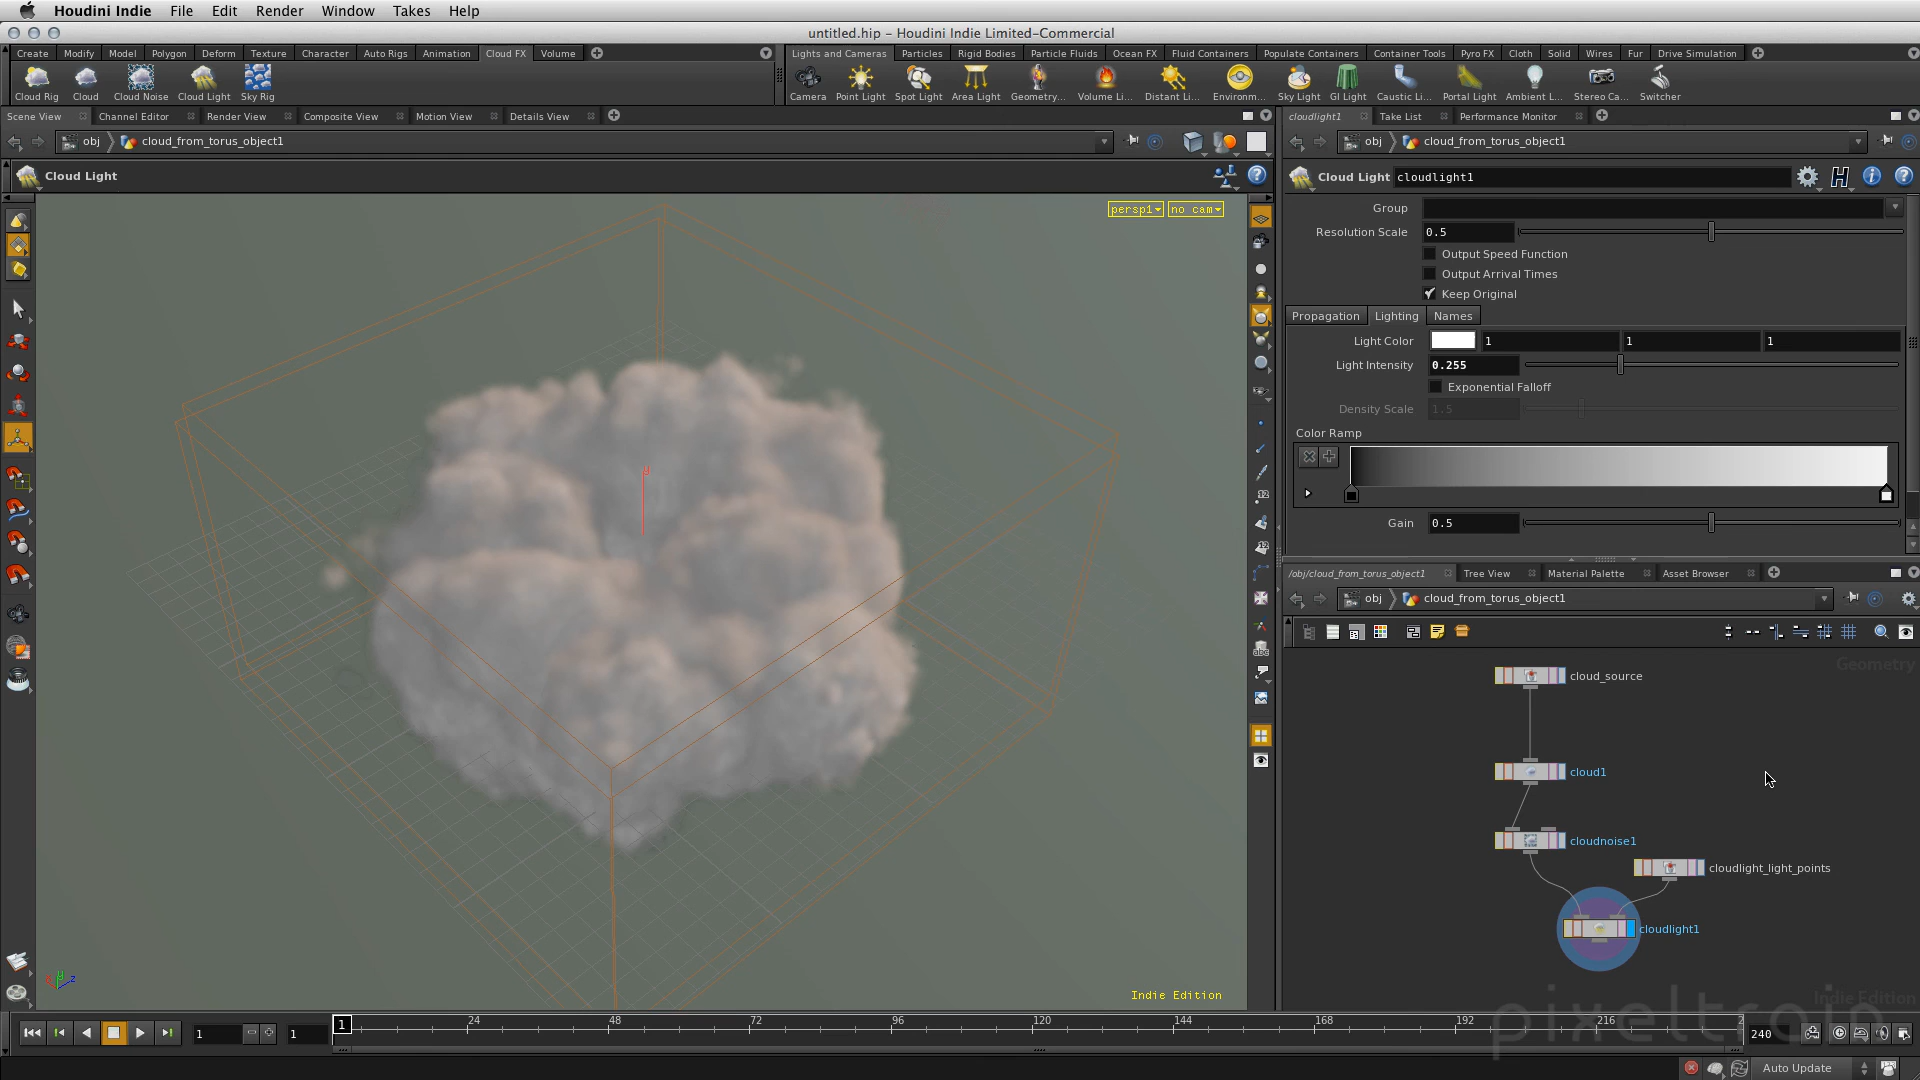 Houdini Indie File Edit Render Window Takes Help
untitled.hip – Houdini Indie Limited-Commercial
Create Modify Model Polygon Deform Texture Character Auto Rigs Animation Cloud FX Volume
Lights and Cameras Particles Rigid Bodies Particle Fluids Ocean FX Fluid Containers Populate Containers Container Tools Pyro FX Cloth Solid Wires Fur Drive Simulation
Cloud Rig Cloud Cloud Noise Cloud Light Sky Rig
Camera Point Light Spot Light Area Light Geometry... Volume Li... Distant Li... Environm... Sky Light GI Light Caustic Li... Portal Light Ambient L... Stereo Ca... Switcher
Scene View Channel Editor Render View Composite View Motion View Details View
cloudlight1 Take List Performance Monitor
obj cloud_from_torus_object1
obj cloud_from_torus_object1
Cloud Light
Cloud Light cloudlight1
persp1 no cam
Group
Resolution Scale 0.5
Output Speed Function
Output Arrival Times
Keep Original
Propagation Lighting Names
Light Color 1 1 1
Light Intensity 0.255
Exponential Falloff
Density Scale 1.5
Color Ramp
Gain 0.5
/obj/cloud_from_torus_object1 Tree View Material Palette Asset Browser
obj cloud_from_torus_object1
Geometry
cloud_source
cloud1
cloudnoise1
cloudlight_light_points
cloudlight1
y
y z
Indie Edition
Indie Edition
pixeltrain
1 1 1 24 48 72 96 120 144 168 192 216 2 240
Auto Update